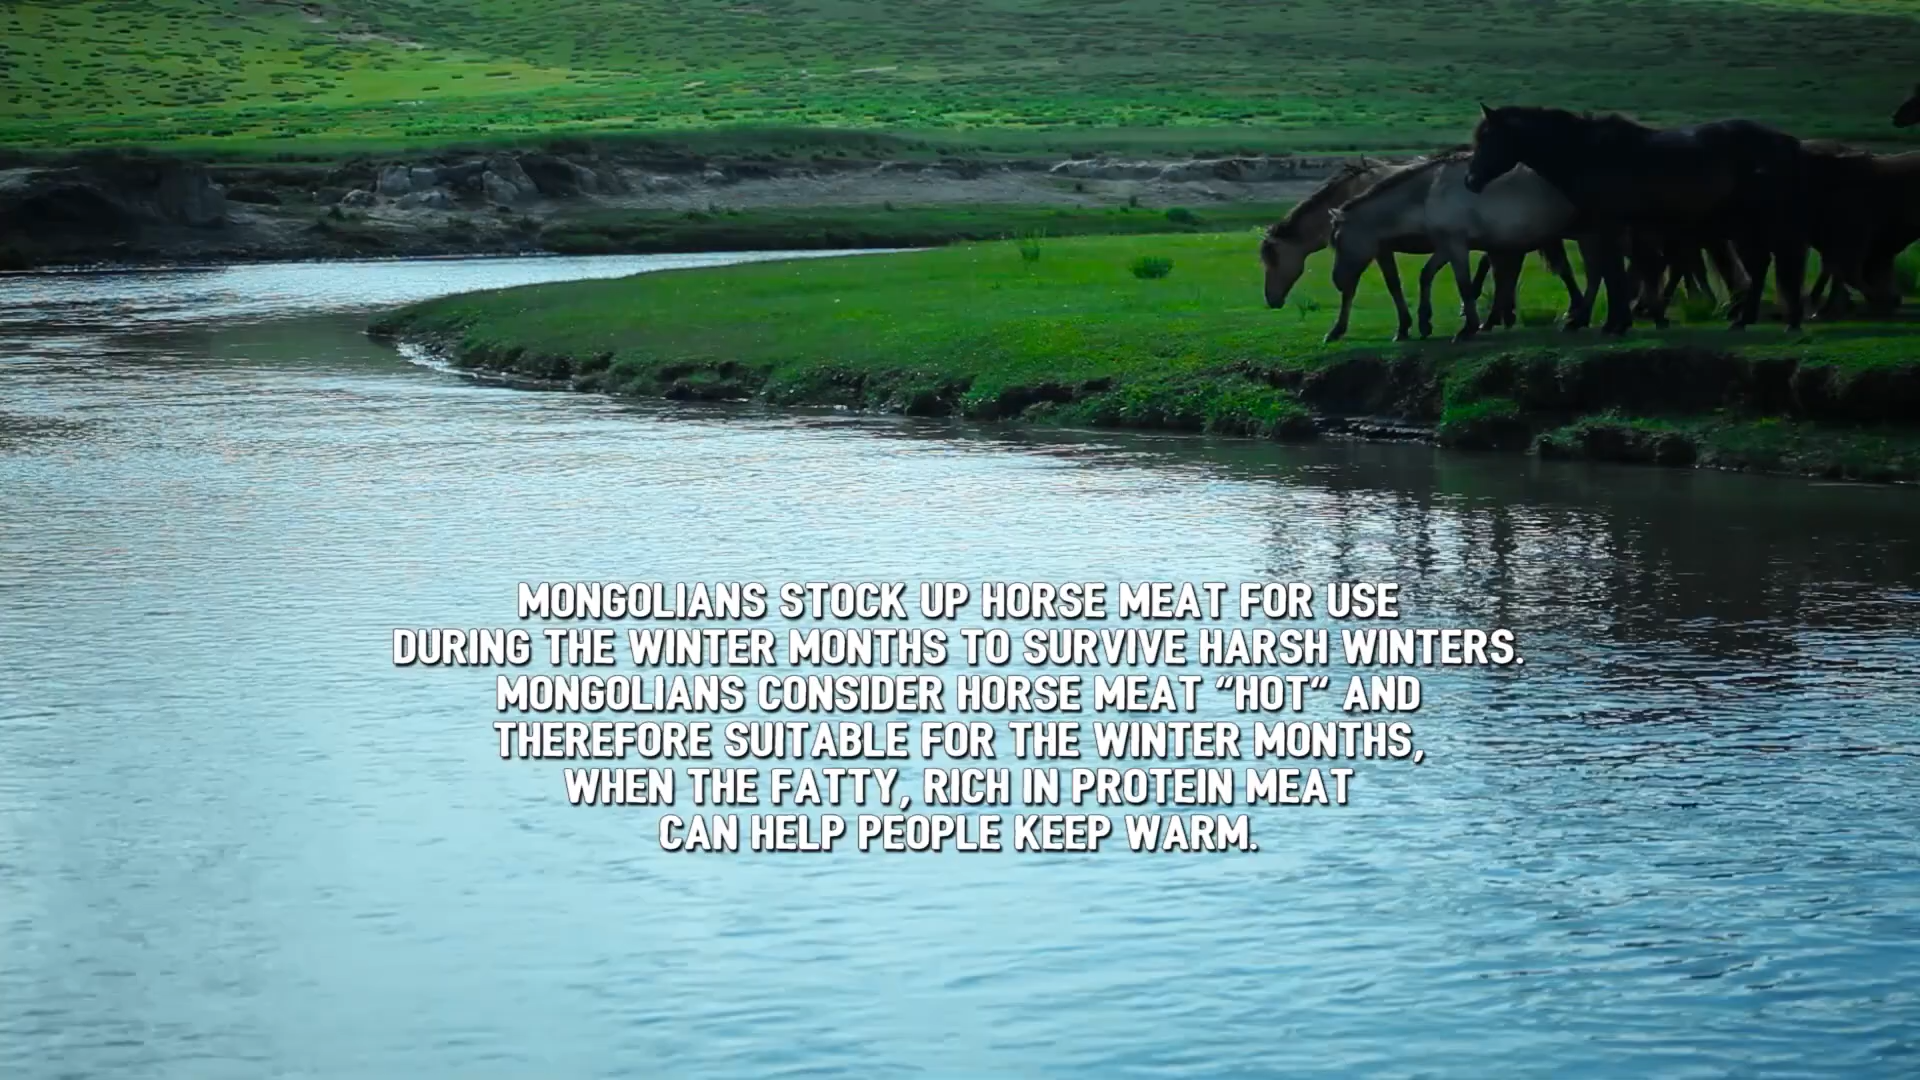 MONGOLIANS STOCK UP HORSE MEAT FOR USE
DURING THE WINTER MONTHS TO SURVIVE HARSH WINTERS.
MONGOLIANS CONSIDER HORSE MEAT “HOT” AND
THEREFORE SUITABLE FOR THE WINTER MONTHS,
WHEN THE FATTY, RICH IN PROTEIN MEAT
CAN HELP PEOPLE KEEP WARM.